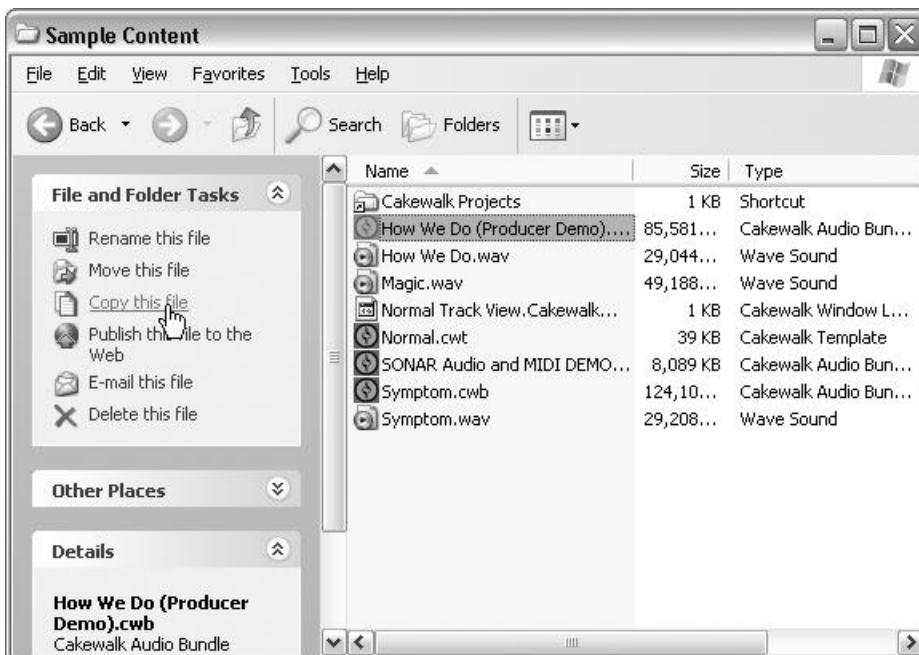 Sample Content
File Edit View Favorites Tools Help
Back Search Folders
File and Folder Tasks
Rename this file
Move this file
Copy this file
Publish this file to the
Web
E-mail this file
Delete this file
Other Places
Details
How We Do (Producer
Demo).cwb
Cakewalk Audio Bundle
Name Size Type
Cakewalk Projects 1 KB Shortcut
How We Do (Producer Demo).... 85,581... Cakewalk Audio Bun...
How We Do.wav 29,044... Wave Sound
Magic.wav 49,188... Wave Sound
Normal Track View.Cakewalk... 1 KB Cakewalk Window L...
Normal.cwt 39 KB Cakewalk Template
SONAR Audio and MIDI DEMO... 8,089 KB Cakewalk Audio Bun...
Symptom.cwb 124,10... Cakewalk Audio Bun...
Symptom.wav 29,208... Wave Sound